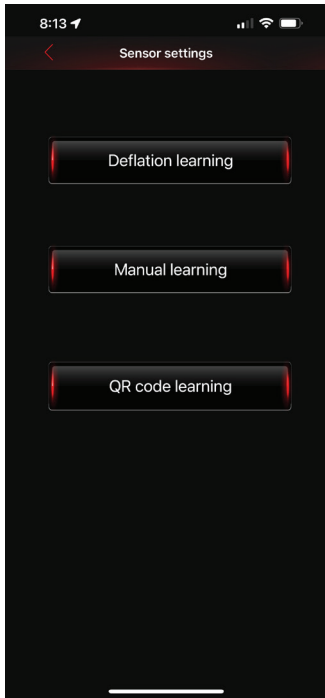 8:13
Sensor settings
Deflation learning
Manual learning
QR code learning